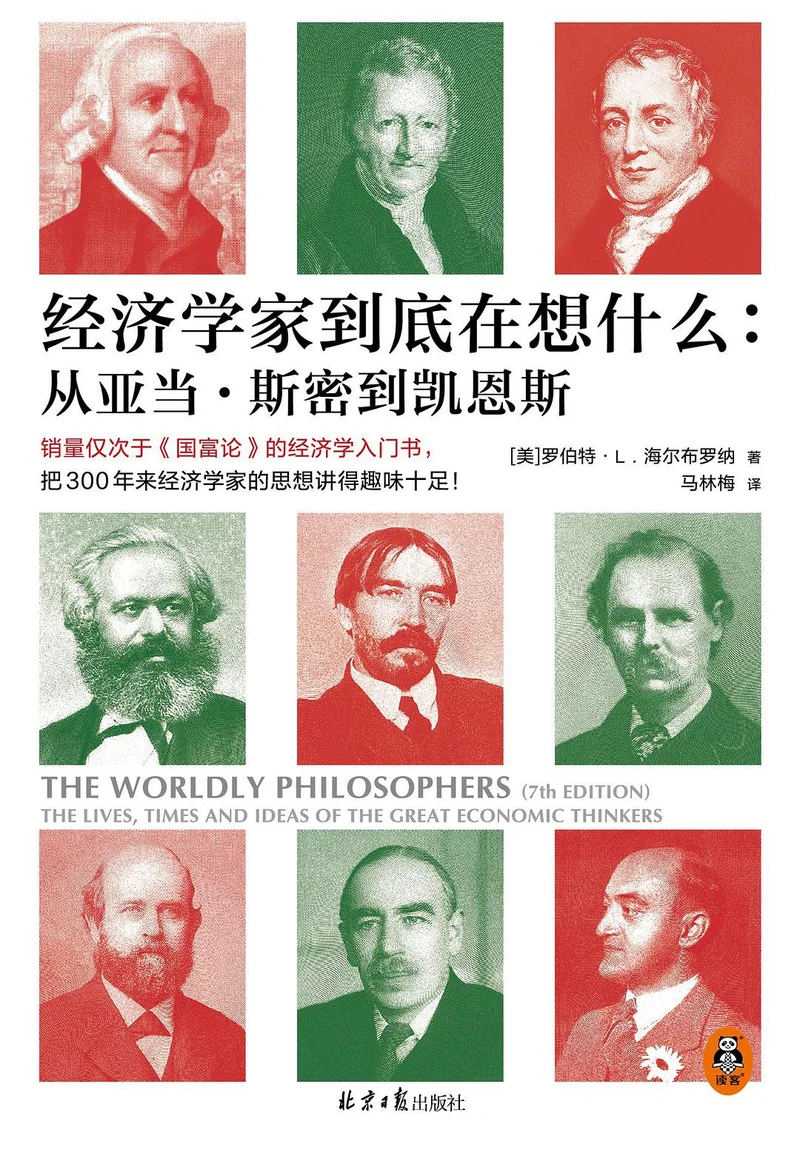 经济学家到底在想什么：
从亚当·斯密到凯恩斯
销量仅次于《国富论》的经济学入门书，
把300年来经济学家的思想讲得趣味十足！
[美]罗伯特·L．海尔布罗纳 著
马林梅 译
THE WORLDLY PHILOSOPHERS (7th EDITION)
THE LIVES, TIMES AND IDEAS OF THE GREAT ECONOMIC THINKERS
读客®
北京日报出版社